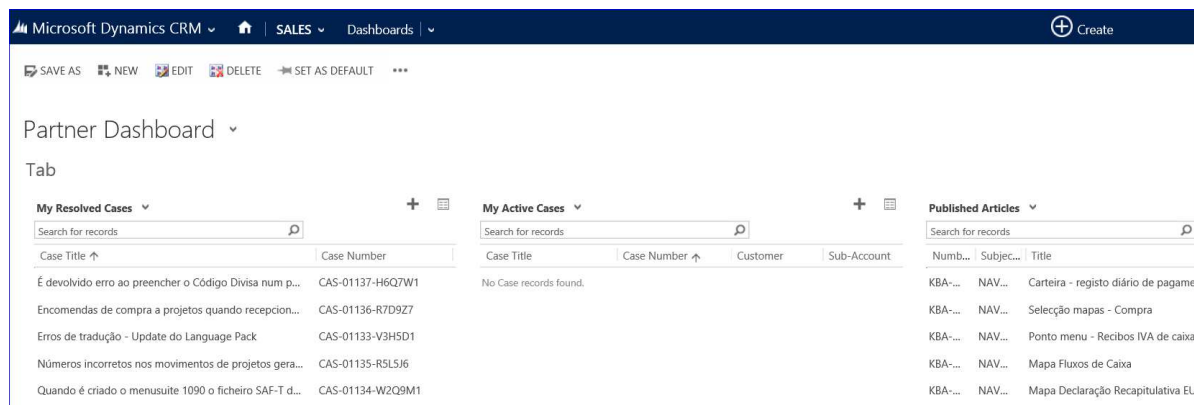 Microsoft Dynamics CRM SALES Dashboards Create
SAVE AS NEW EDIT DELETE SET AS DEFAULT •••
Partner Dashboard
Tab
My Resolved Cases
Search for records
Case Title Case Number
É devolvido erro ao preencher o Código Divisa num p... CAS-01137-H6Q7W1
Encomendas de compra a projetos quando recepcion... CAS-01136-R7D9Z7
Erros de tradução - Update do Language Pack CAS-01133-V3H5D1
Números incorretos nos movimentos de projetos gera... CAS-01135-R5L5J6
Quando é criado o menusuite 1090 o ficheiro SAF-T d... CAS-01134-W2Q9M1
My Active Cases
Search for records
Case Title Case Number Customer Sub-Account
No Case records found.
Published Articles
Search for records
Numb... Subjec... Title
KBA-... NAV... Carteira - registo diário de pagame
KBA-... NAV... Selecção mapas - Compra
KBA-... NAV... Ponto menu - Recibos IVA de caixa
KBA-... NAV... Mapa Fluxos de Caixa
KBA-... NAV... Mapa Declaração Recapitulativa EU